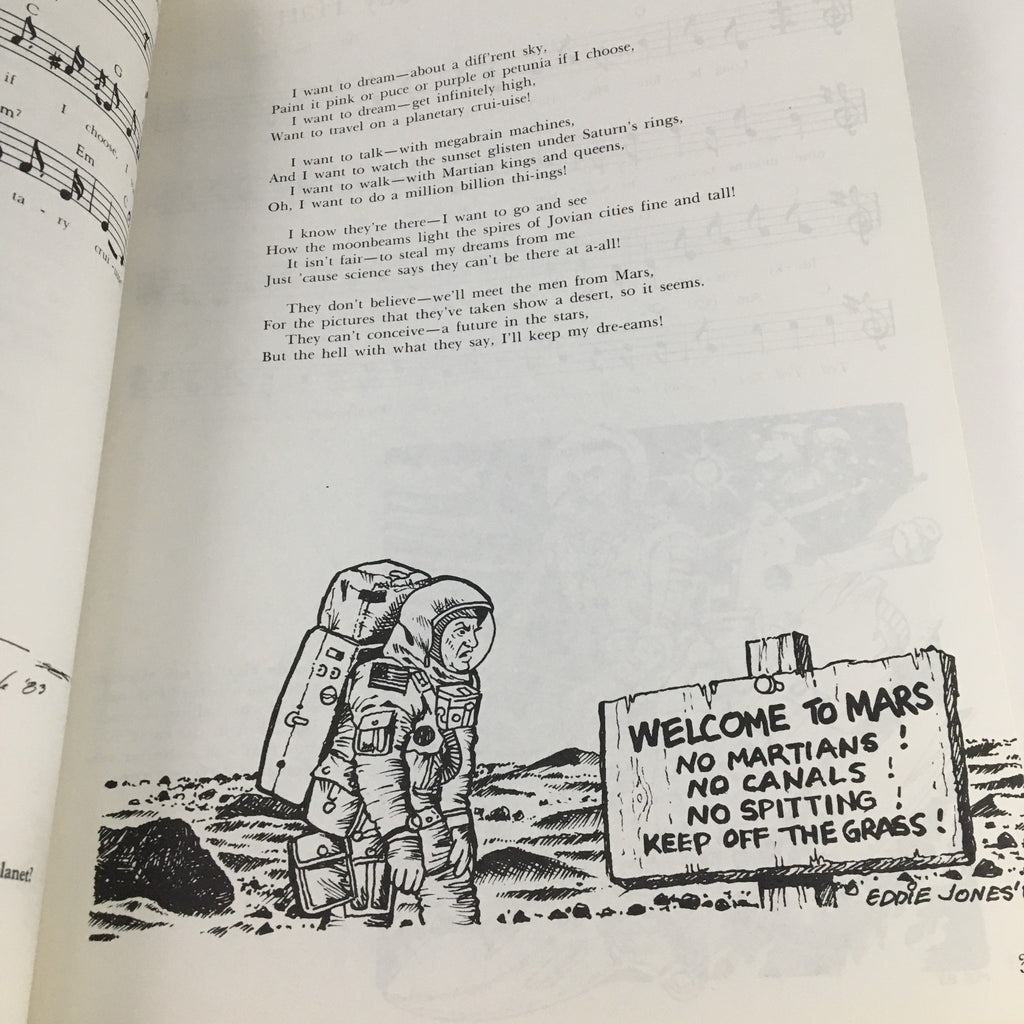 C
G
if I choose, I
m7
Em
ta - ry crui-uise
'83
lanet?
I want to dream—about a diff'rent sky,
Paint it pink or puce or purple or petunia if I choose,
I want to dream—get infinitely high,
Want to travel on a planetary crui-uise!
I want to talk—with megabrain machines,
And I want to watch the sunset glisten under Saturn's rings,
I want to walk—with Martian kings and queens,
Oh, I want to do a million billion thi-ings!
I know they're there—I want to go and see
How the moonbeams light the spires of Jovian cities fine and tall!
It isn't fair—to steal my dreams from me
Just 'cause science says they can't be there at a-all!
They don't believe—we'll meet the men from Mars,
For the pictures that they've taken show a desert, so it seems.
They can't conceive—a future in the stars,
But the hell with what they say, I'll keep my dre-eams!
WELCOME TO MARS
NO MARTIANS !
NO CANALS !
NO SPITTING !
KEEP OFF THE GRASS !
EDDIE JONES